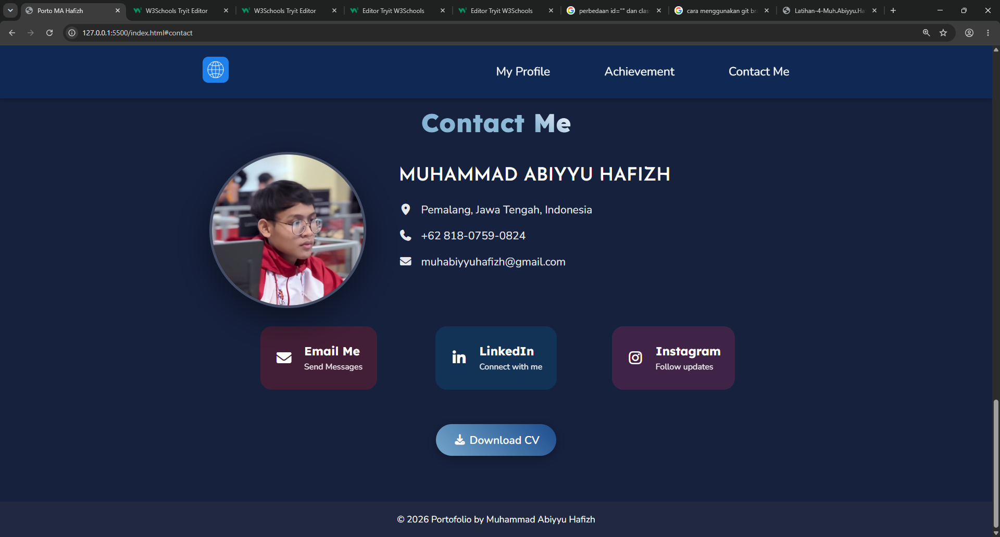 Porto MA Hafizh
W3Schools Tryit Editor
W3Schools Tryit Editor
Editor Tryit W3Schools
Editor Tryit W3Schools
perbedaan id="" dan clas
cara menggunakan git br
Latihan-4-Muh.Abiyyu.Ha
127.0.0.1:5500/index.html#contact
My Profile
Achievement
Contact Me
Contact Me
MUHAMMAD ABIYYU HAFIZH
Pemalang, Jawa Tengah, Indonesia
+62 818-0759-0824
muhabiyyuhafizh@gmail.com
Email Me
Send Messages
LinkedIn
Connect with me
Instagram
Follow updates
Download CV
© 2026 Portofolio by Muhammad Abiyyu Hafizh